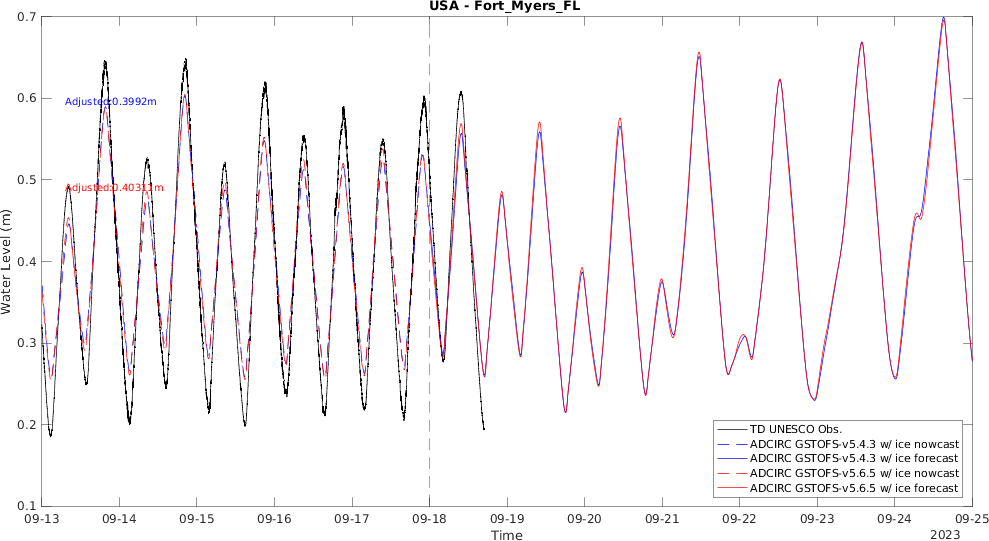 USA - Fort_Myers_FL
0.7
0.6
0.5
0.4
0.3
0.2
0.1
Water Level (m)
Adjusted:0.3992m
Adjusted:0.40311m
TD UNESCO Obs.
ADCIRC GSTOFS-v5.4.3 w/ ice nowcast
ADCIRC GSTOFS-v5.4.3 w/ ice forecast
ADCIRC GSTOFS-v5.6.5 w/ ice nowcast
ADCIRC GSTOFS-v5.6.5 w/ ice forecast
09-13 09-14 09-15 09-16 09-17 09-18 09-19 09-20 09-21 09-22 09-23 09-24 09-25
Time
2023